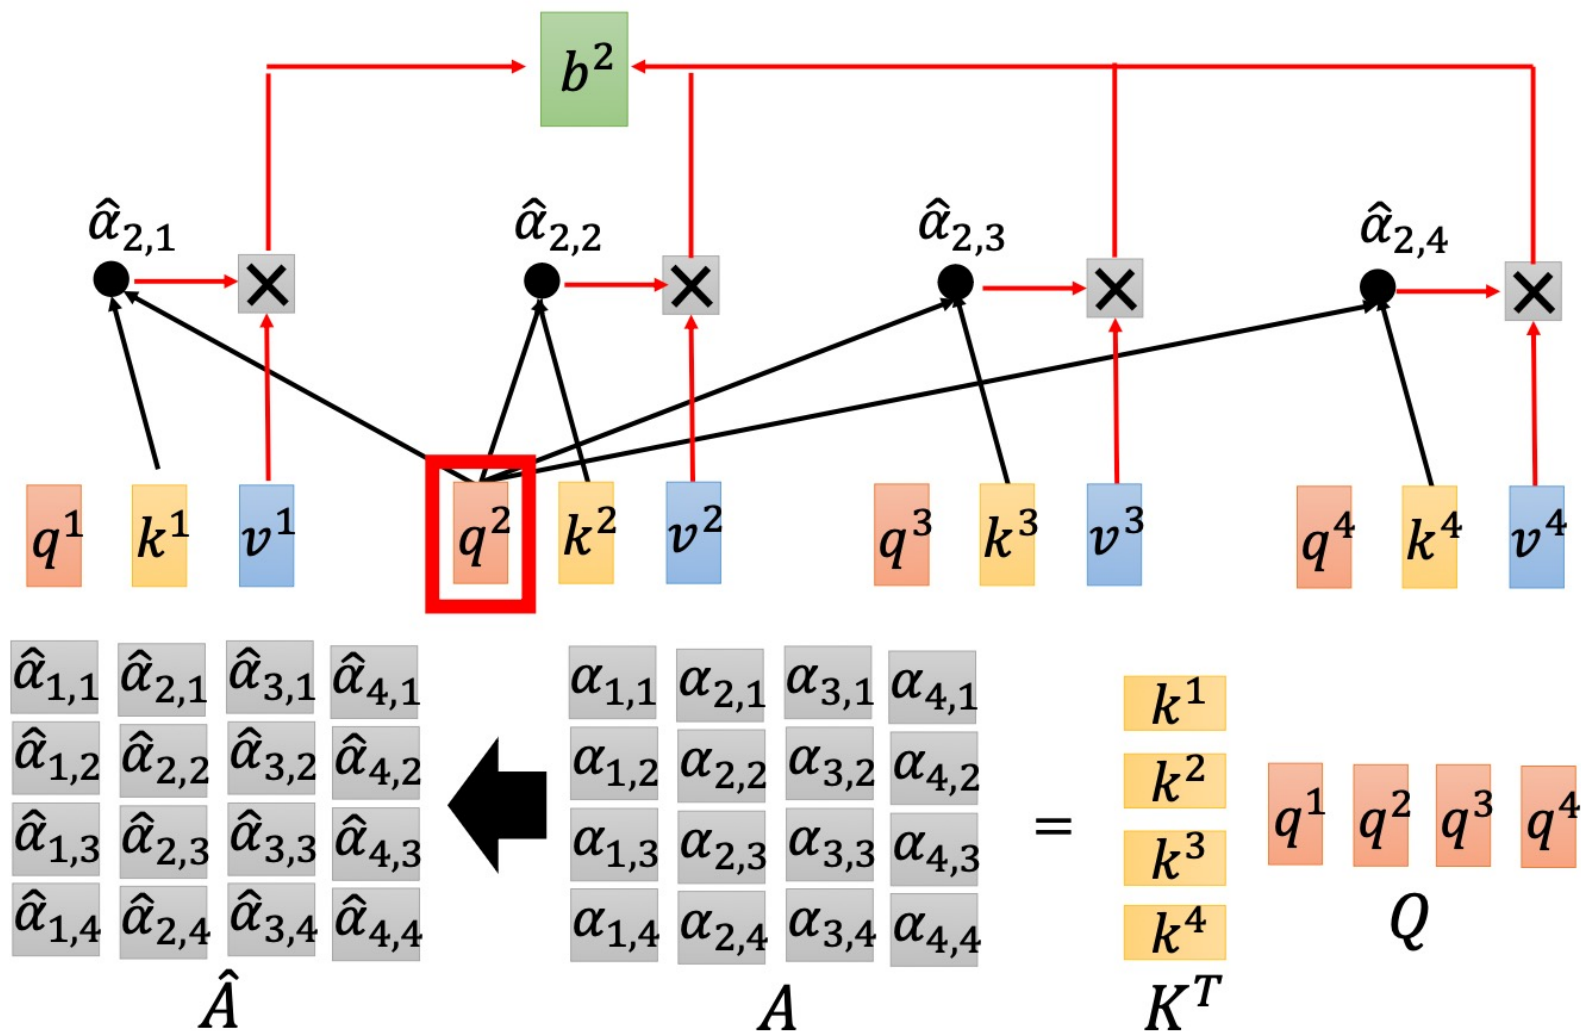 b²
α̂₂,₁ α̂₂,₂ α̂₂,₃ α̂₂,₄
q¹ k¹ v¹ q² k² v² q³ k³ v³ q⁴ k⁴ v⁴
α̂₁,₁ α̂₂,₁ α̂₃,₁ α̂₄,₁ α₁,₁ α₂,₁ α₃,₁ α₄,₁ k¹
α̂₁,₂ α̂₂,₂ α̂₃,₂ α̂₄,₂ α₁,₂ α₂,₂ α₃,₂ α₄,₂ k²
= q¹ q² q³ q⁴
α̂₁,₃ α̂₂,₃ α̂₃,₃ α̂₄,₃ α₁,₃ α₂,₃ α₃,₃ α₄,₃ k³
α̂₁,₄ α̂₂,₄ α̂₃,₄ α̂₄,₄ α₁,₄ α₂,₄ α₃,₄ α₄,₄ k⁴ Q
Â A Kᵀ